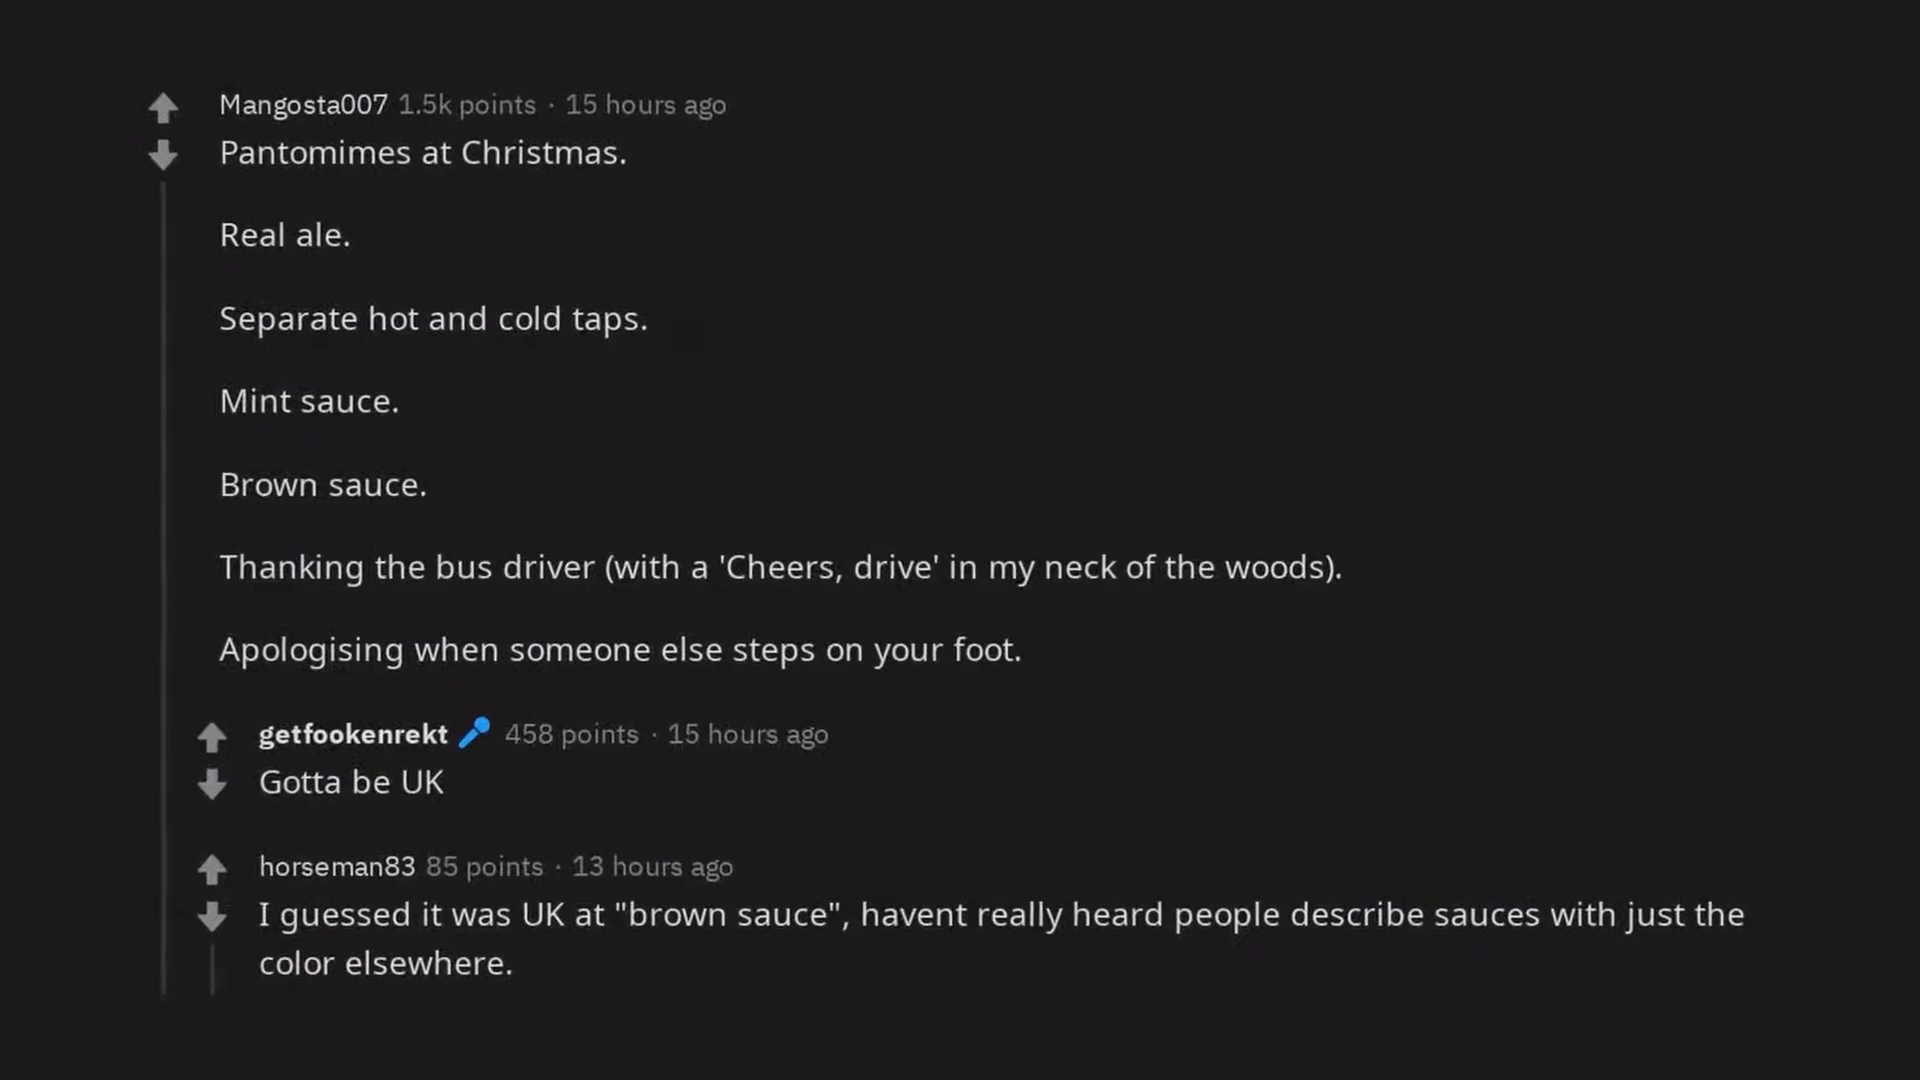 Mangosta007 1.5k points · 15 hours ago
Pantomimes at Christmas.
Real ale.
Separate hot and cold taps.
Mint sauce.
Brown sauce.
Thanking the bus driver (with a 'Cheers, drive' in my neck of the woods).
Apologising when someone else steps on your foot.
getfookenrekt 458 points · 15 hours ago
Gotta be UK
horseman83 85 points · 13 hours ago
I guessed it was UK at "brown sauce", havent really heard people describe sauces with just the
color elsewhere.